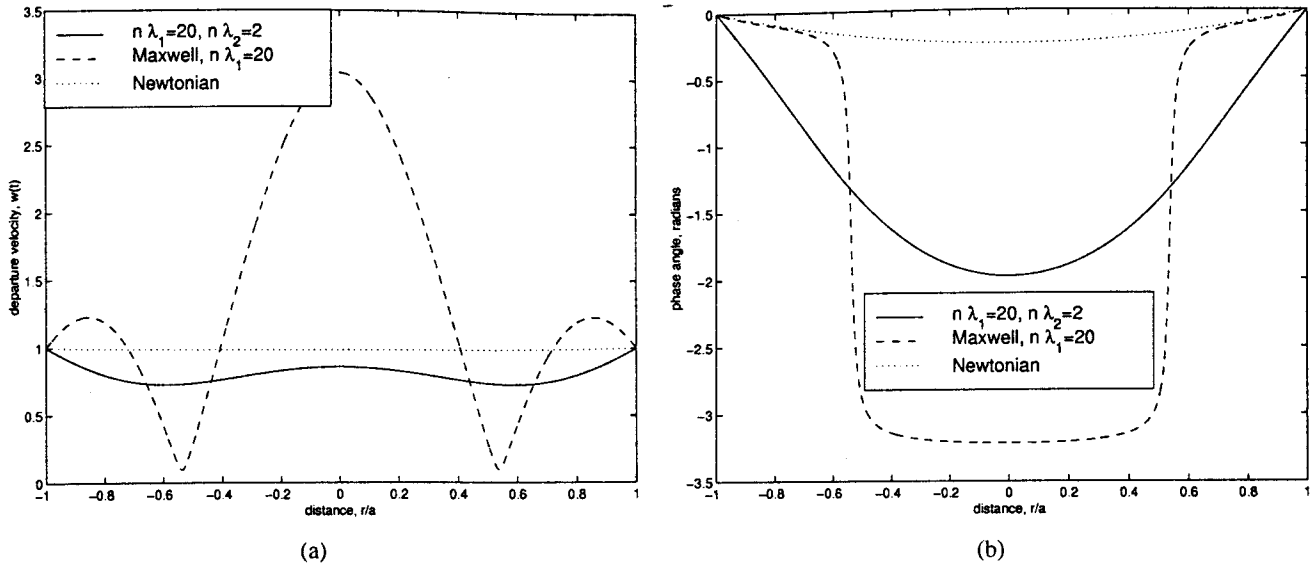 3.5
3
2.5
2
1.5
1
0.5
0
n λ₁=20, n λ₂=2
Maxwell, n λ₁²=20
Newtonian
departure velocity, w(t)
−1 −0.8 −0.6 −0.4 −0.2 0 0.2 0.4 0.6 0.8 1
distance, r/a
(a)
0
−0.5
−1
−1.5
−2
−2.5
−3
−3.5
phase angle, radians
n λ₁=20, n λ₂=2
Maxwell, n λ₁=20
Newtonian
−1 −0.8 −0.6 −0.4 −0.2 0 0.2 0.4 0.6 0.8 1
distance, r/a
(b)